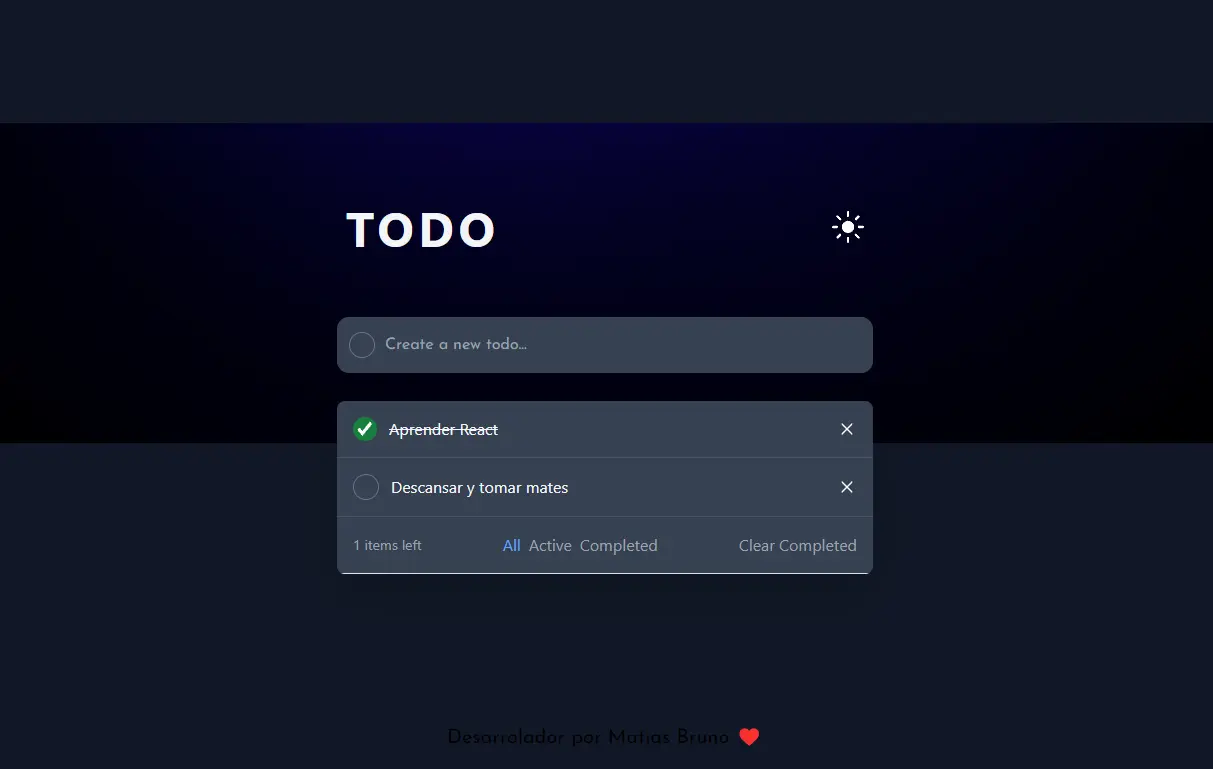 TODO
Create a new todo...
Aprender React
Descansar y tomar mates
1 items left All Active Completed Clear Completed
Desarrolador por Matias Bruno ❤️